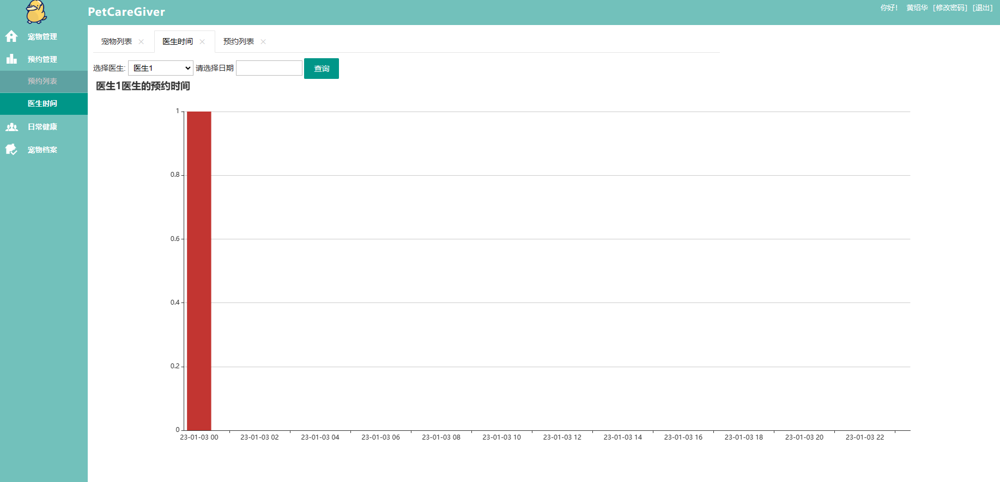 PetCareGiver
你好！ 黄绍华 [修改密码] [退出]
宠物管理
预约管理
预约列表
医生时间
日常健康
宠物档案
宠物列表 医生时间 预约列表
选择医生: 医生1 请选择日期 查询
医生1医生的预约时间
1
0.8
0.6
0.4
0.2
0
23-01-03 00 23-01-03 02 23-01-03 04 23-01-03 06 23-01-03 08 23-01-03 10 23-01-03 12 23-01-03 14 23-01-03 16 23-01-03 18 23-01-03 20 23-01-03 22